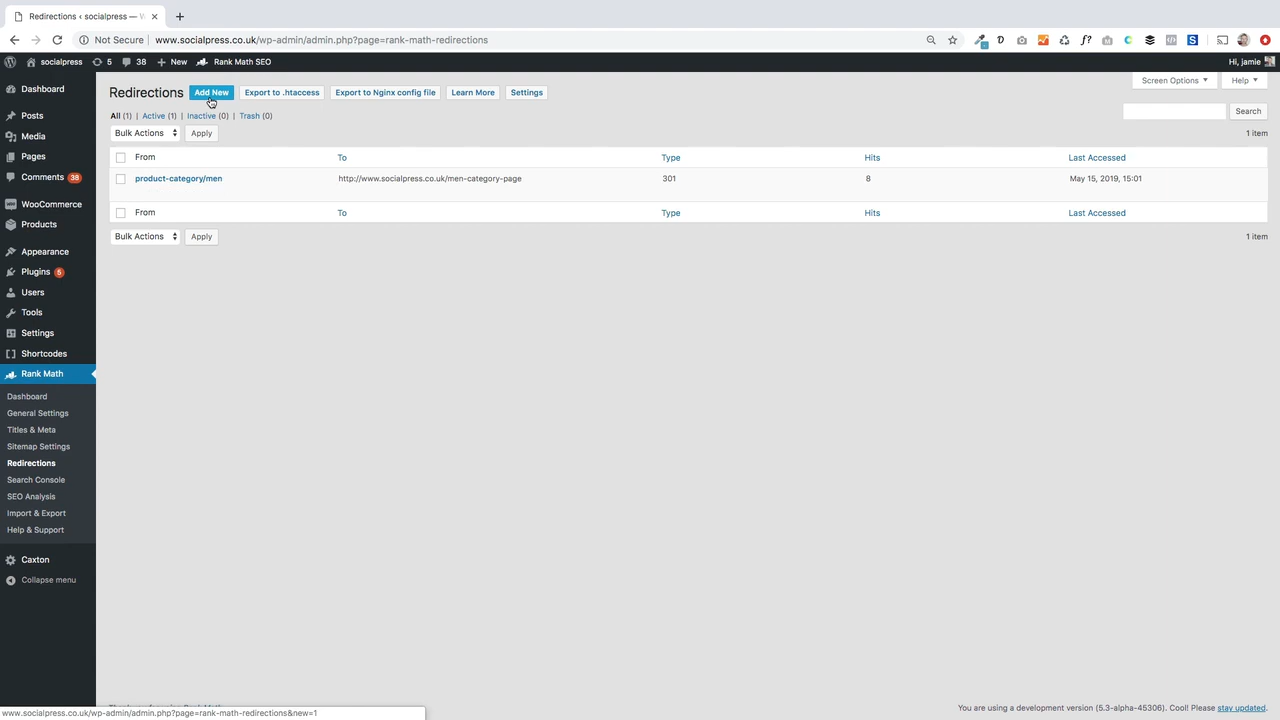 Redirections ‹ socialpress — W
Not Secure
www.socialpress.co.uk/wp-admin/admin.php?page=rank-math-redirections
socialpress 5 38 New Rank Math SEO
Hi, jamie
Dashboard
Posts
Media
Pages
Comments 38
WooCommerce
Products
Appearance
Plugins 5
Users
Tools
Settings
Shortcodes
Rank Math
Dashboard
General Settings
Titles & Meta
Sitemap Settings
Redirections
Search Console
SEO Analysis
Import & Export
Help & Support
Caxton
Collapse menu
Screen Options Help
Redirections Add New Export to .htaccess Export to Nginx config file Learn More Settings
All (1) | Active (1) | Inactive (0) | Trash (0)
Search
Bulk Actions Apply
1 item
From To Type Hits Last Accessed
product-category/men http://www.socialpress.co.uk/men-category-page 301 8 May 15, 2019, 15:01
From To Type Hits Last Accessed
Bulk Actions Apply
1 item
You are using a development version (5.3-alpha-45306). Cool! Please stay updated.
www.socialpress.co.uk/wp-admin/admin.php?page=rank-math-redirections&new=1